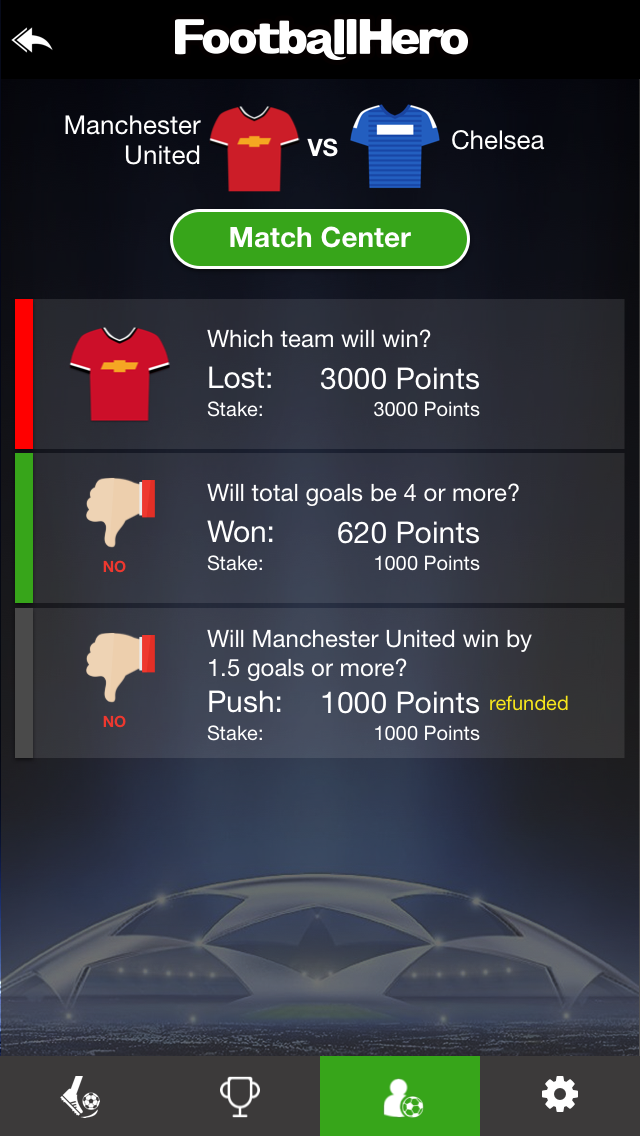 FootballHero
Manchester
United
VS
Chelsea
Match Center
Which team will win?
Lost: 3000 Points
Stake: 3000 Points
Will total goals be 4 or more?
Won: 620 Points
Stake: 1000 Points
NO
Will Manchester United win by
1.5 goals or more?
Push: 1000 Points refunded
Stake: 1000 Points
NO